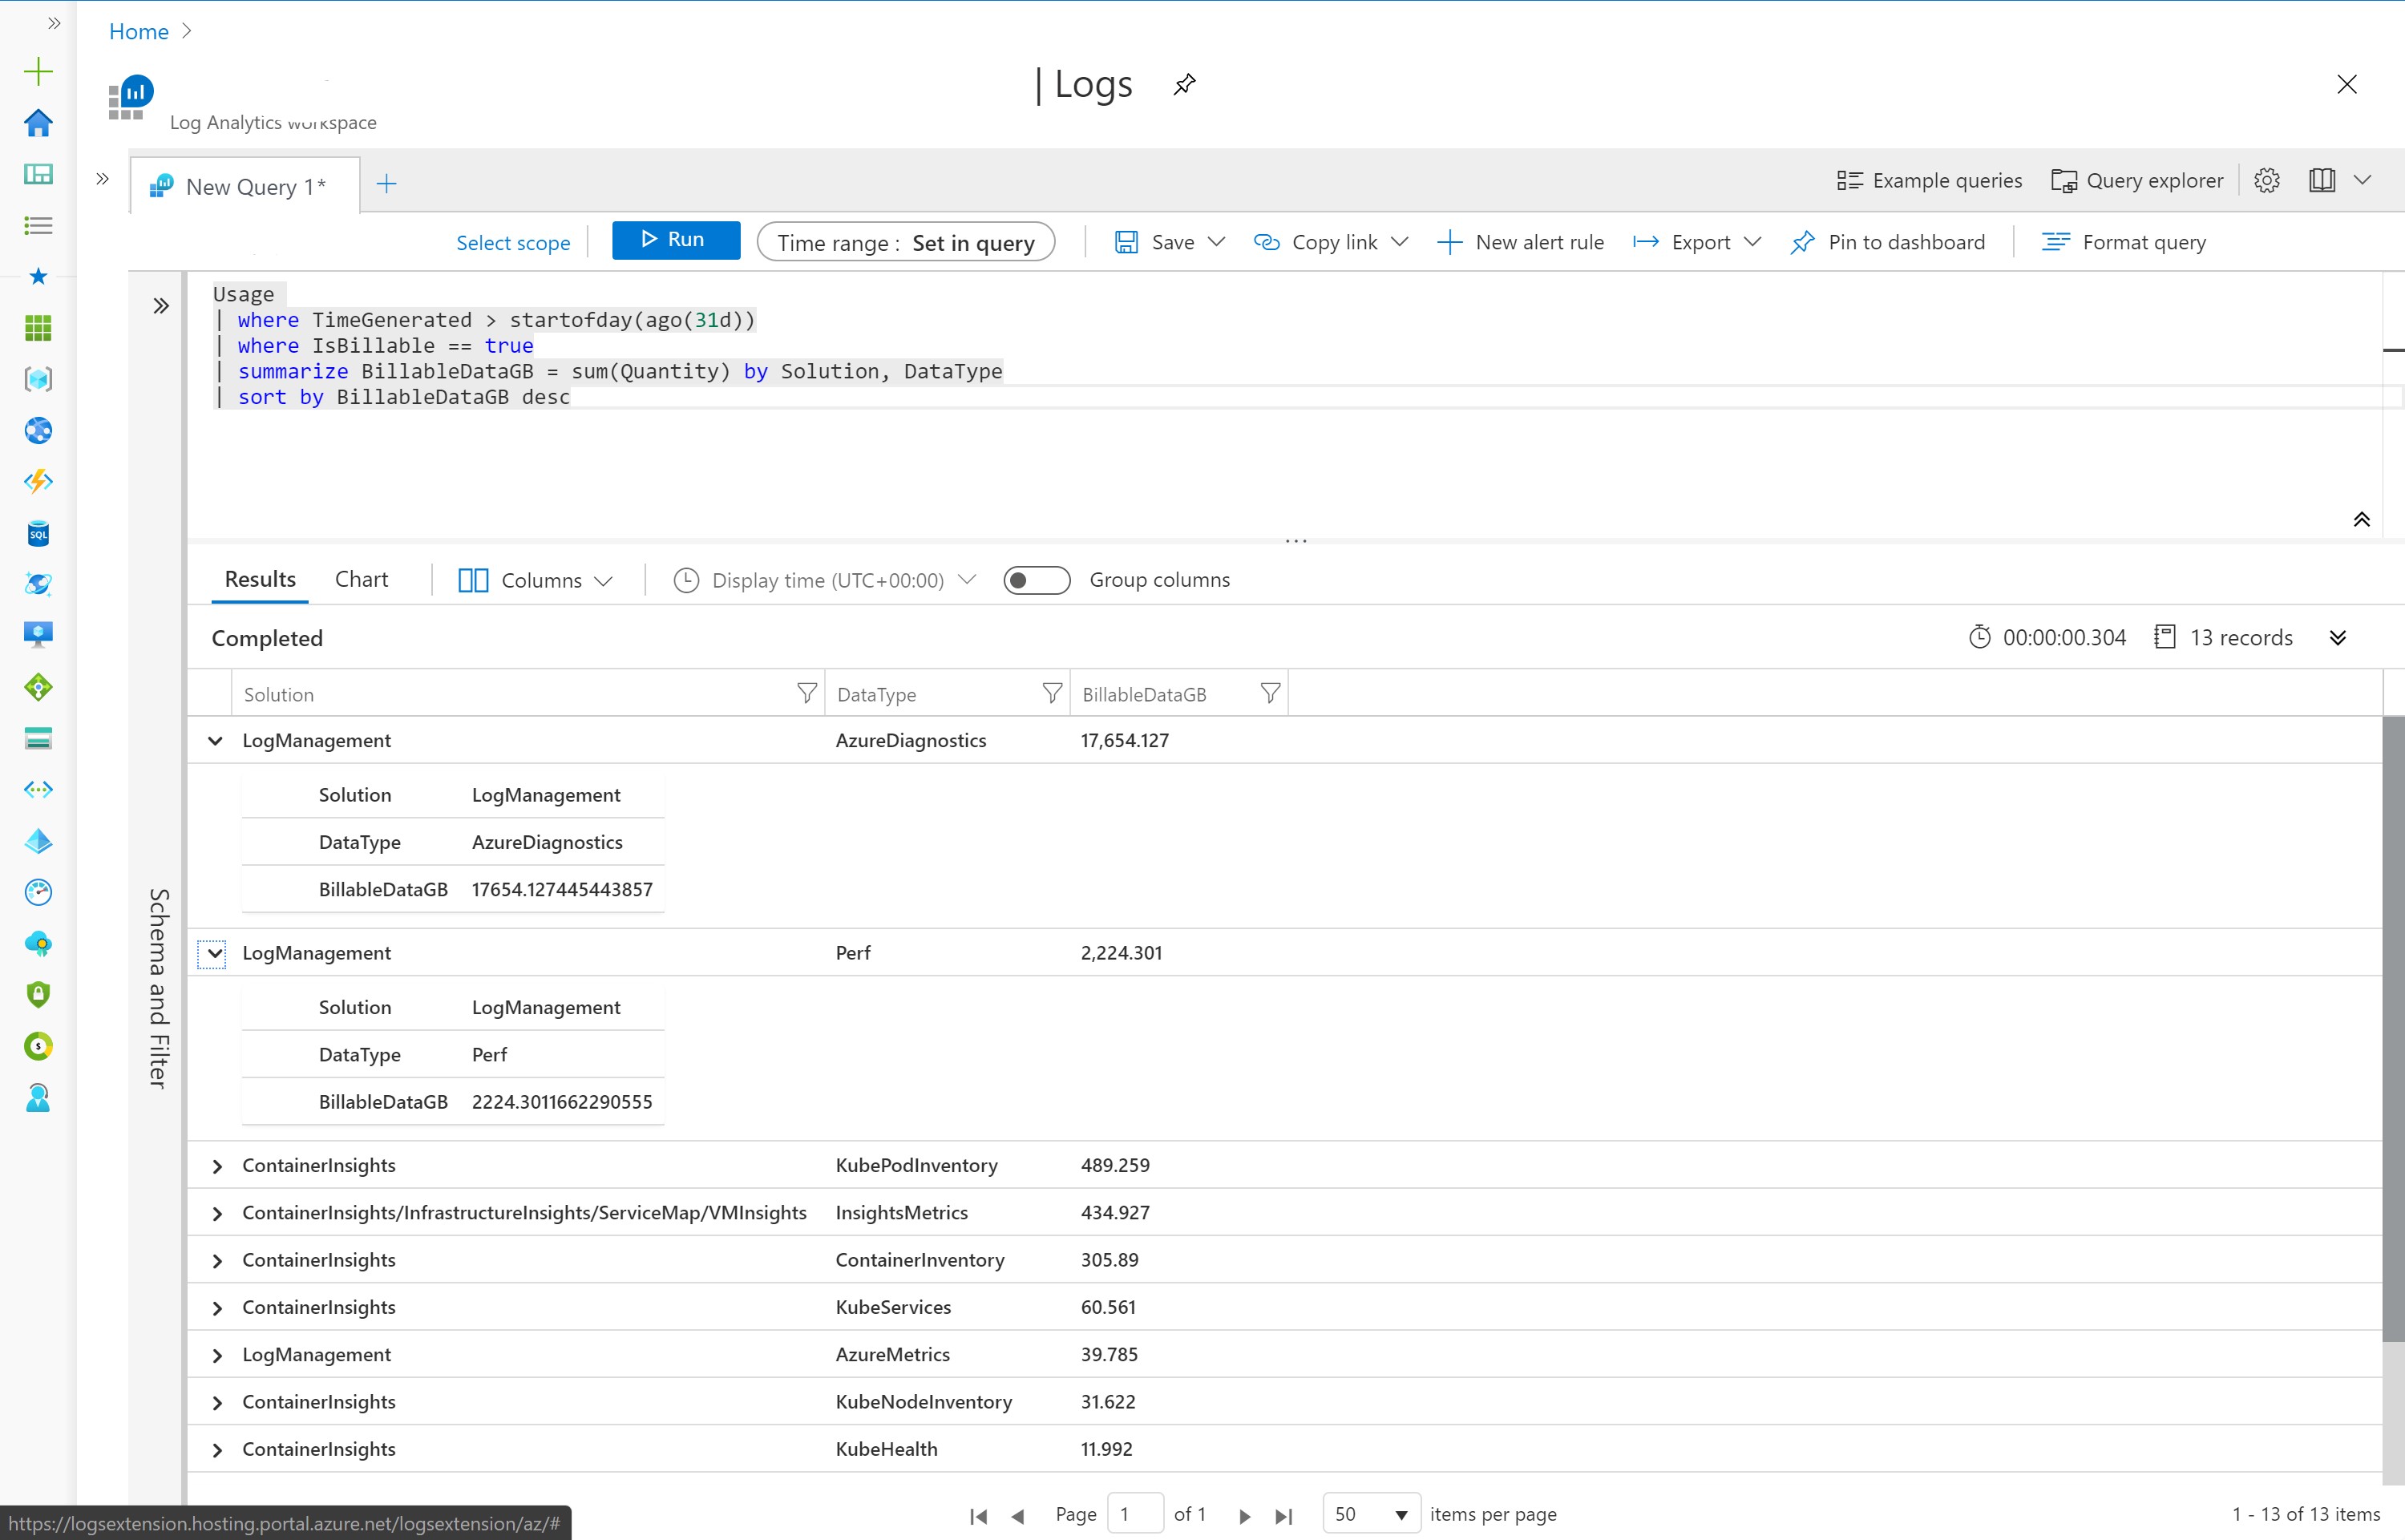 Home
| Logs
Log Analytics workspace
New Query 1*
Example queries
Query explorer
Select scope
Run
Time range : Set in query
Save
Copy link
New alert rule
Export
Pin to dashboard
Format query
Usage
| where TimeGenerated > startofday(ago(31d))
| where IsBillable == true
| summarize BillableDataGB = sum(Quantity) by Solution, DataType
| sort by BillableDataGB desc
Schema and Filter
Results
Chart
Columns
Display time (UTC+00:00)
Group columns
Completed
00:00:00.304
13 records
Solution DataType BillableDataGB
LogManagement AzureDiagnostics 17,654.127
Solution LogManagement
DataType AzureDiagnostics
BillableDataGB 17654.127445443857
LogManagement Perf 2,224.301
Solution LogManagement
DataType Perf
BillableDataGB 2224.3011662290555
ContainerInsights KubePodInventory 489.259
ContainerInsights/InfrastructureInsights/ServiceMap/VMInsights InsightsMetrics 434.927
ContainerInsights ContainerInventory 305.89
ContainerInsights KubeServices 60.561
LogManagement AzureMetrics 39.785
ContainerInsights KubeNodeInventory 31.622
ContainerInsights KubeHealth 11.992
Page 1 of 1
50 items per page
1 - 13 of 13 items
https://logsextension.hosting.portal.azure.net/logsextension/az/#
SQL